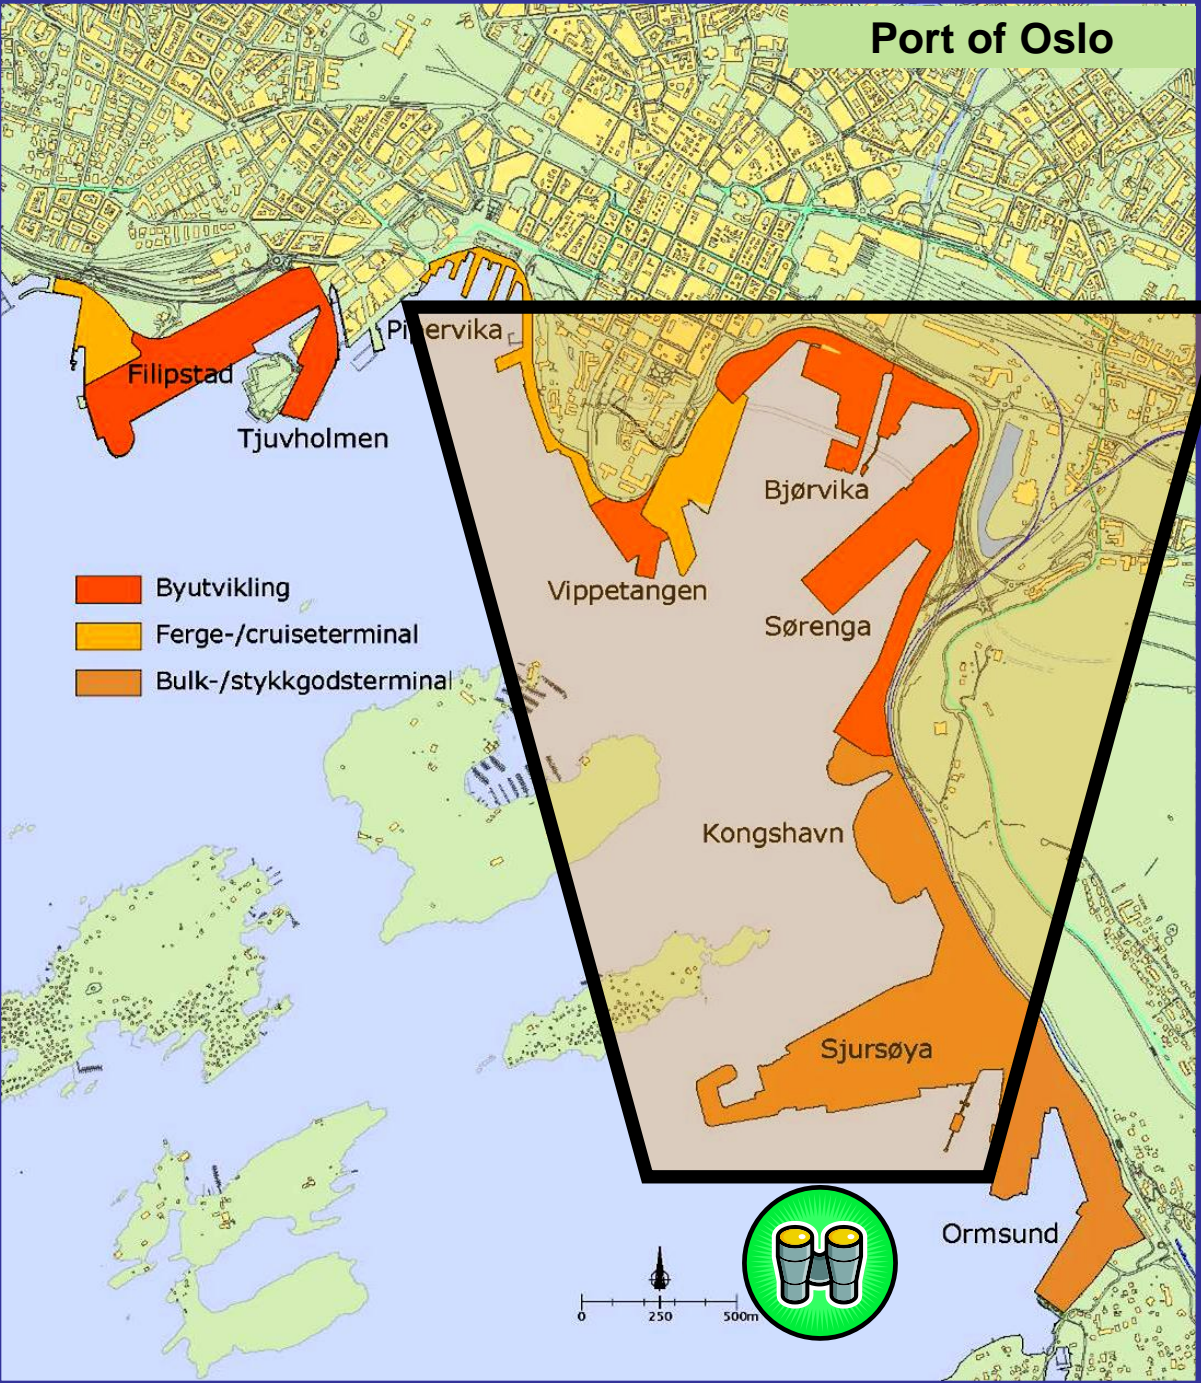 Port of Oslo
Pipervika
Filipstad
Tjuvholmen
Bjørvika
Vippetangen
Sørenga
Byutvikling
Ferge-/cruiseterminal
Bulk-/stykkgodsterminal
Kongshavn
Sjursøya
Ormsund
0 250 500m